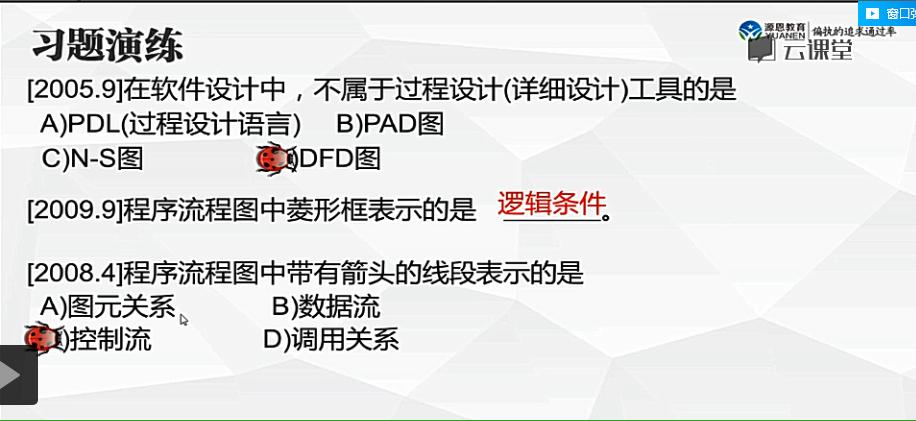 窗口
习题演练
源恩教育
YUANEN
偏执的追求通过率
云课堂
[2005.9]在软件设计中，不属于过程设计(详细设计)工具的是
A)PDL(过程设计语言) B)PAD图
C)N-S图 )DFD图
[2009.9]程序流程图中菱形框表示的是 逻辑条件。
[2008.4]程序流程图中带有箭头的线段表示的是
A)图元关系 B)数据流
)控制流 D)调用关系